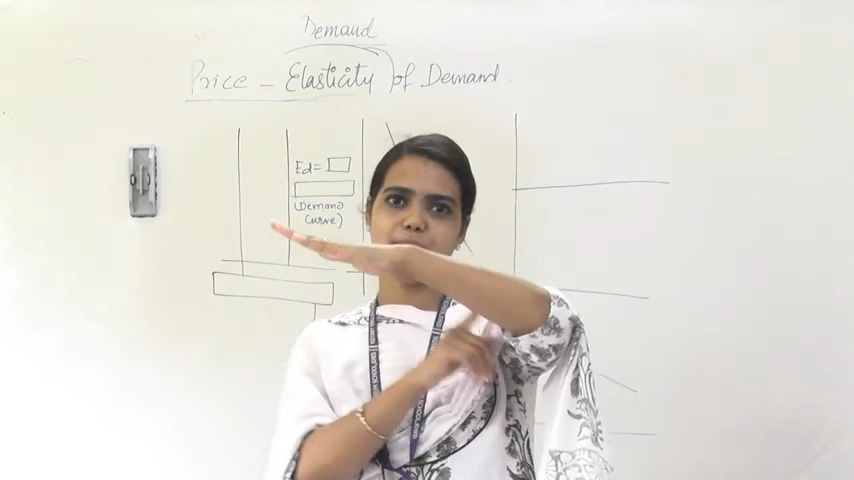 Demand
Price - Elasticity of Demand
Ed=
(Demand
Curve)